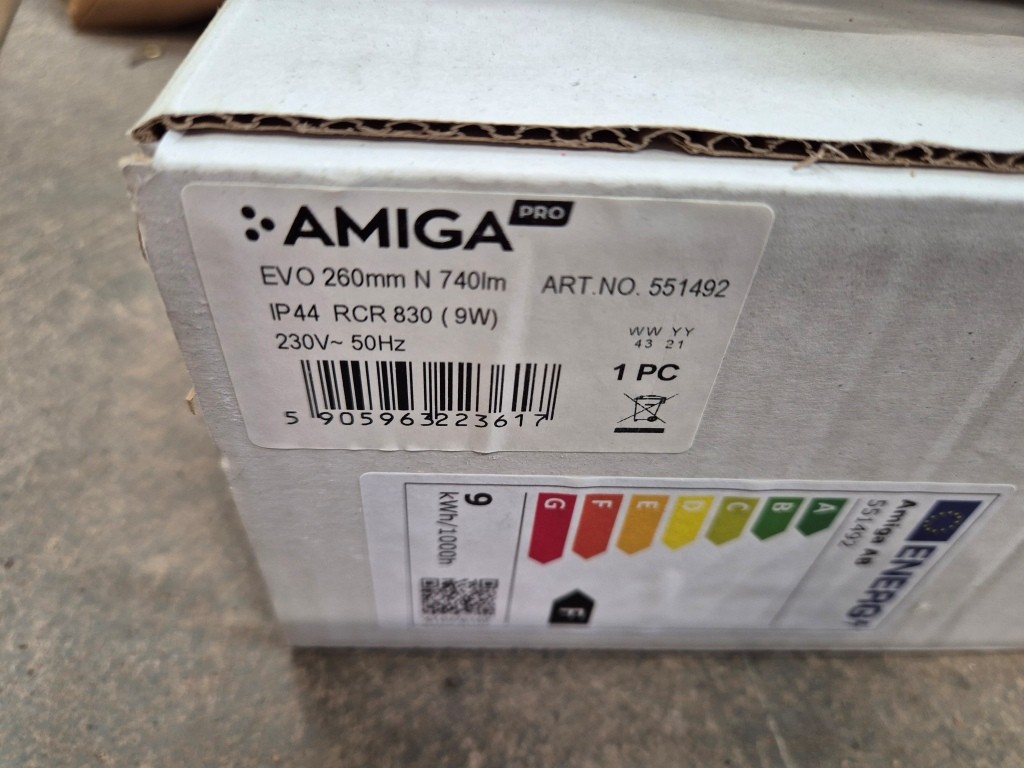 AMIGA PRO
EVO 260mm N 740lm ART.NO. 551492
IP44 RCR 830 ( 9W)
230V~ 50Hz
WW YY
43 21
1 PC
5 905963 223617
ENERG
Amiga AB
551492
A
B
C
D
E
F
G
9
kWh/1000h